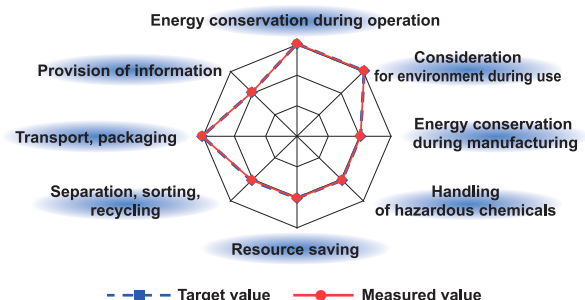 Energy conservation during operation
Consideration
for environment during use
Energy conservation
during manufacturing
Handling
of hazardous chemicals
Resource saving
Separation, sorting,
recycling
Transport, packaging
Provision of information
Target value
Measured value